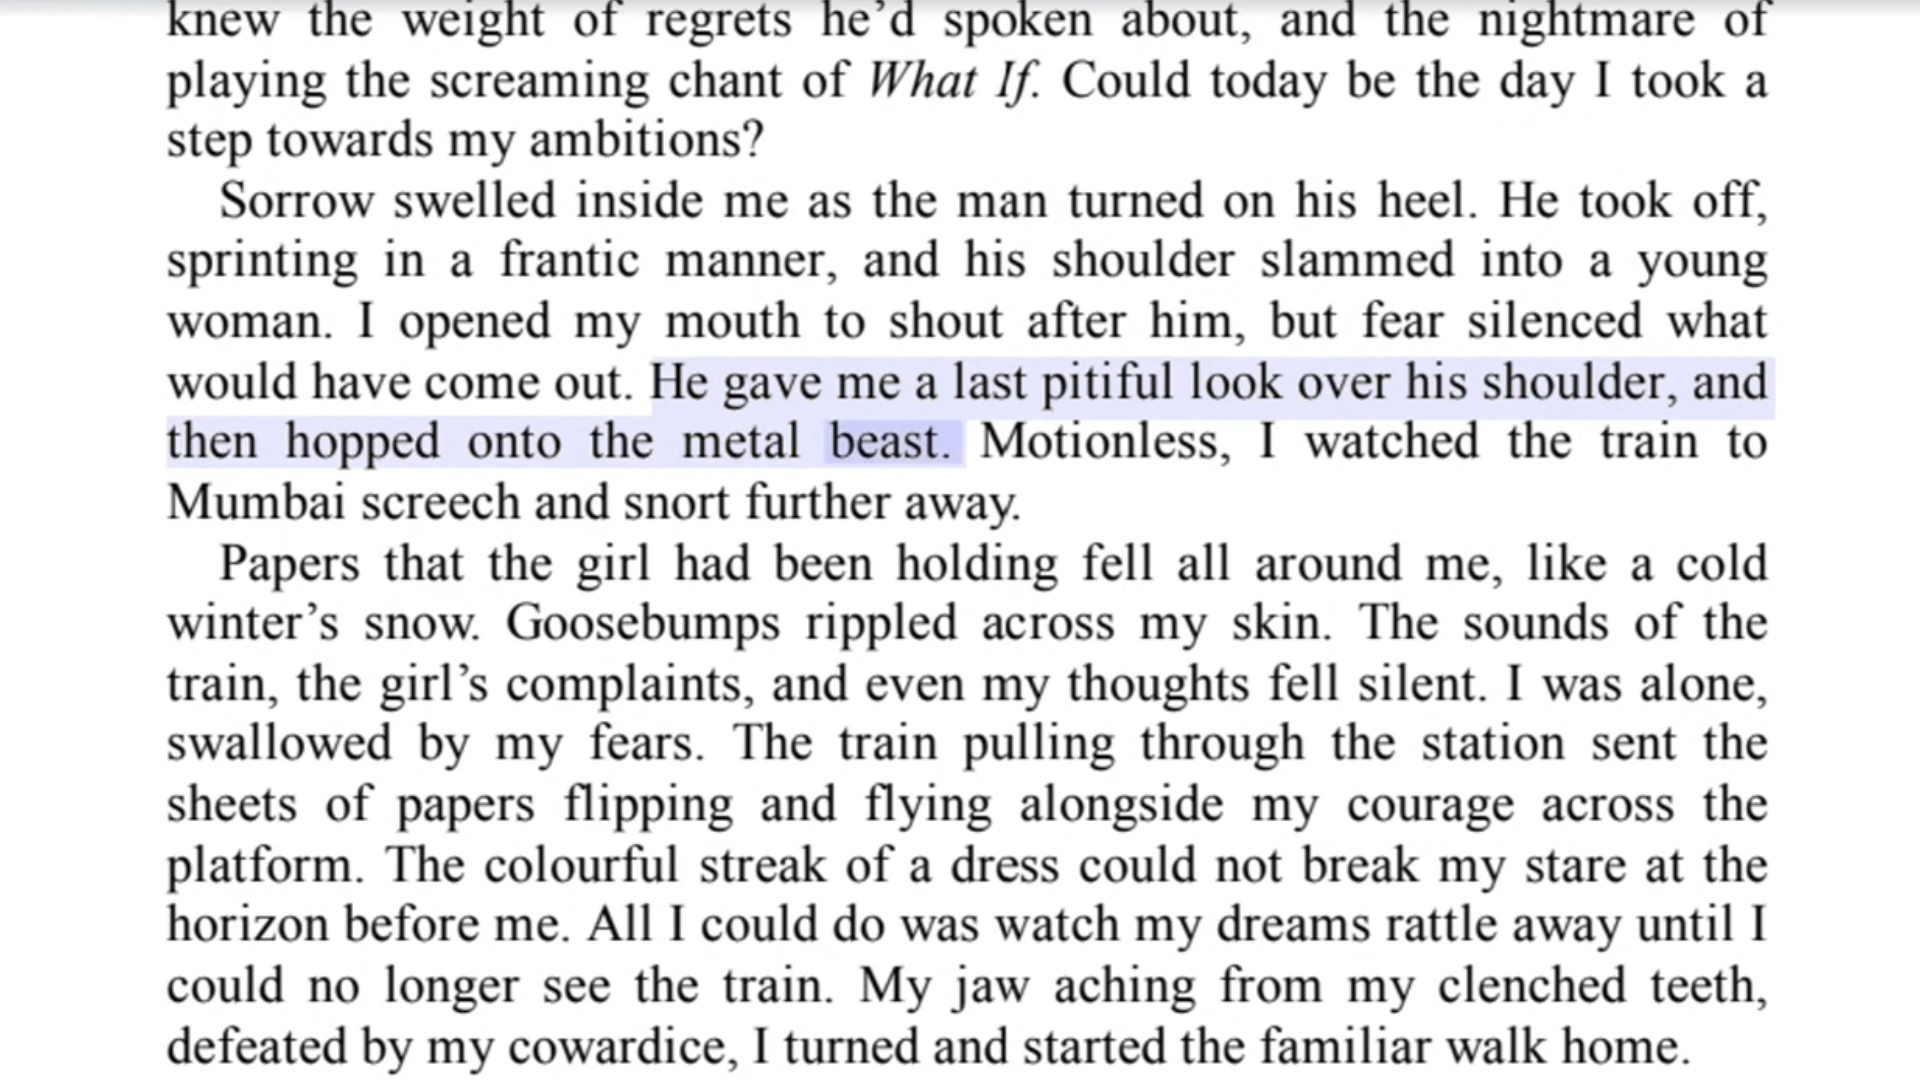 knew the weight of regrets he’d spoken about, and the nightmare of
playing the screaming chant of What If. Could today be the day I took a
step towards my ambitions?
Sorrow swelled inside me as the man turned on his heel. He took off,
sprinting in a frantic manner, and his shoulder slammed into a young
woman. I opened my mouth to shout after him, but fear silenced what
would have come out. He gave me a last pitiful look over his shoulder, and
then hopped onto the metal beast. Motionless, I watched the train to
Mumbai screech and snort further away.
Papers that the girl had been holding fell all around me, like a cold
winter’s snow. Goosebumps rippled across my skin. The sounds of the
train, the girl’s complaints, and even my thoughts fell silent. I was alone,
swallowed by my fears. The train pulling through the station sent the
sheets of papers flipping and flying alongside my courage across the
platform. The colourful streak of a dress could not break my stare at the
horizon before me. All I could do was watch my dreams rattle away until I
could no longer see the train. My jaw aching from my clenched teeth,
defeated by my cowardice, I turned and started the familiar walk home.